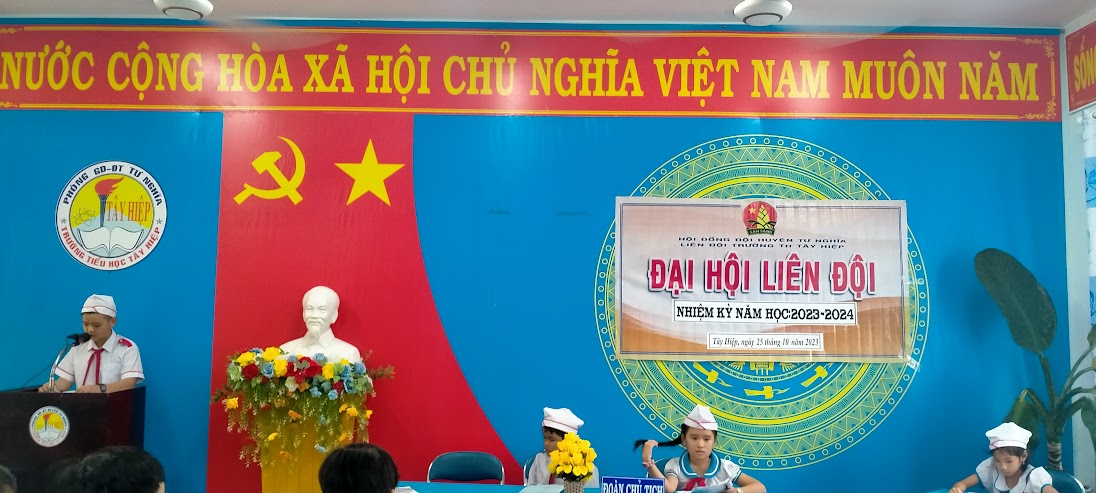 NƯỚC CỘNG HÒA XÃ HỘI CHỦ NGHĨA VIỆT NAM MUÔN NĂM
SỐNG
PHÒNG GD-ĐT TƯ NGHĨA
TÂY HIỆP
TRƯỜNG TIỂU HỌC TÂY HIỆP
HỘI ĐỒNG ĐỘI HUYỆN TƯ NGHĨA
LIÊN ĐỘI TRƯỜNG TH TÂY HIỆP
ĐẠI HỘI LIÊN ĐỘI
NHIỆM KỲ NĂM HỌC:2023-2024
Tây Hiệp, ngày 25 tháng 10 năm 2023
ĐOÀN CHỦ TỊCH